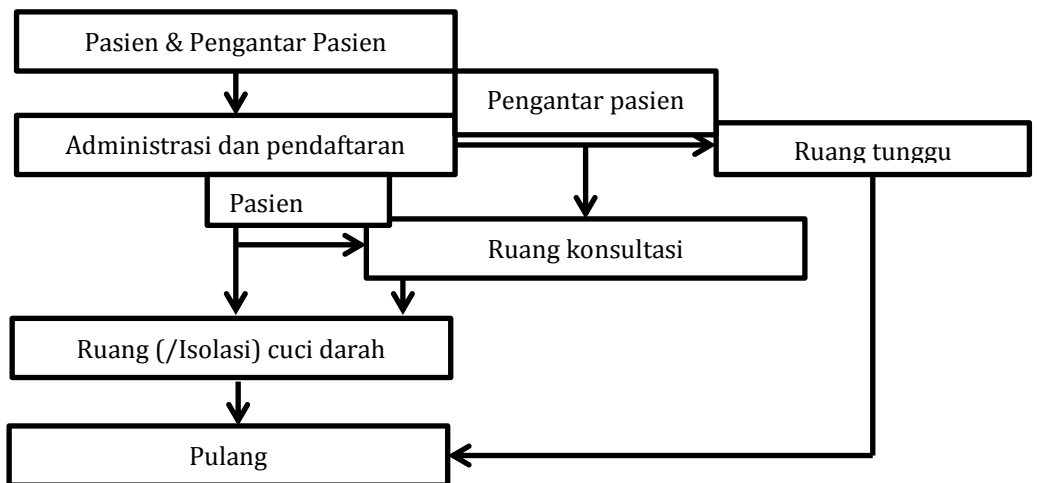 Pasien & Pengantar Pasien
Pengantar pasien
Administrasi dan pendaftaran
Ruang tunggu
Pasien
Ruang konsultasi
Ruang (/Isolasi) cuci darah
Pulang